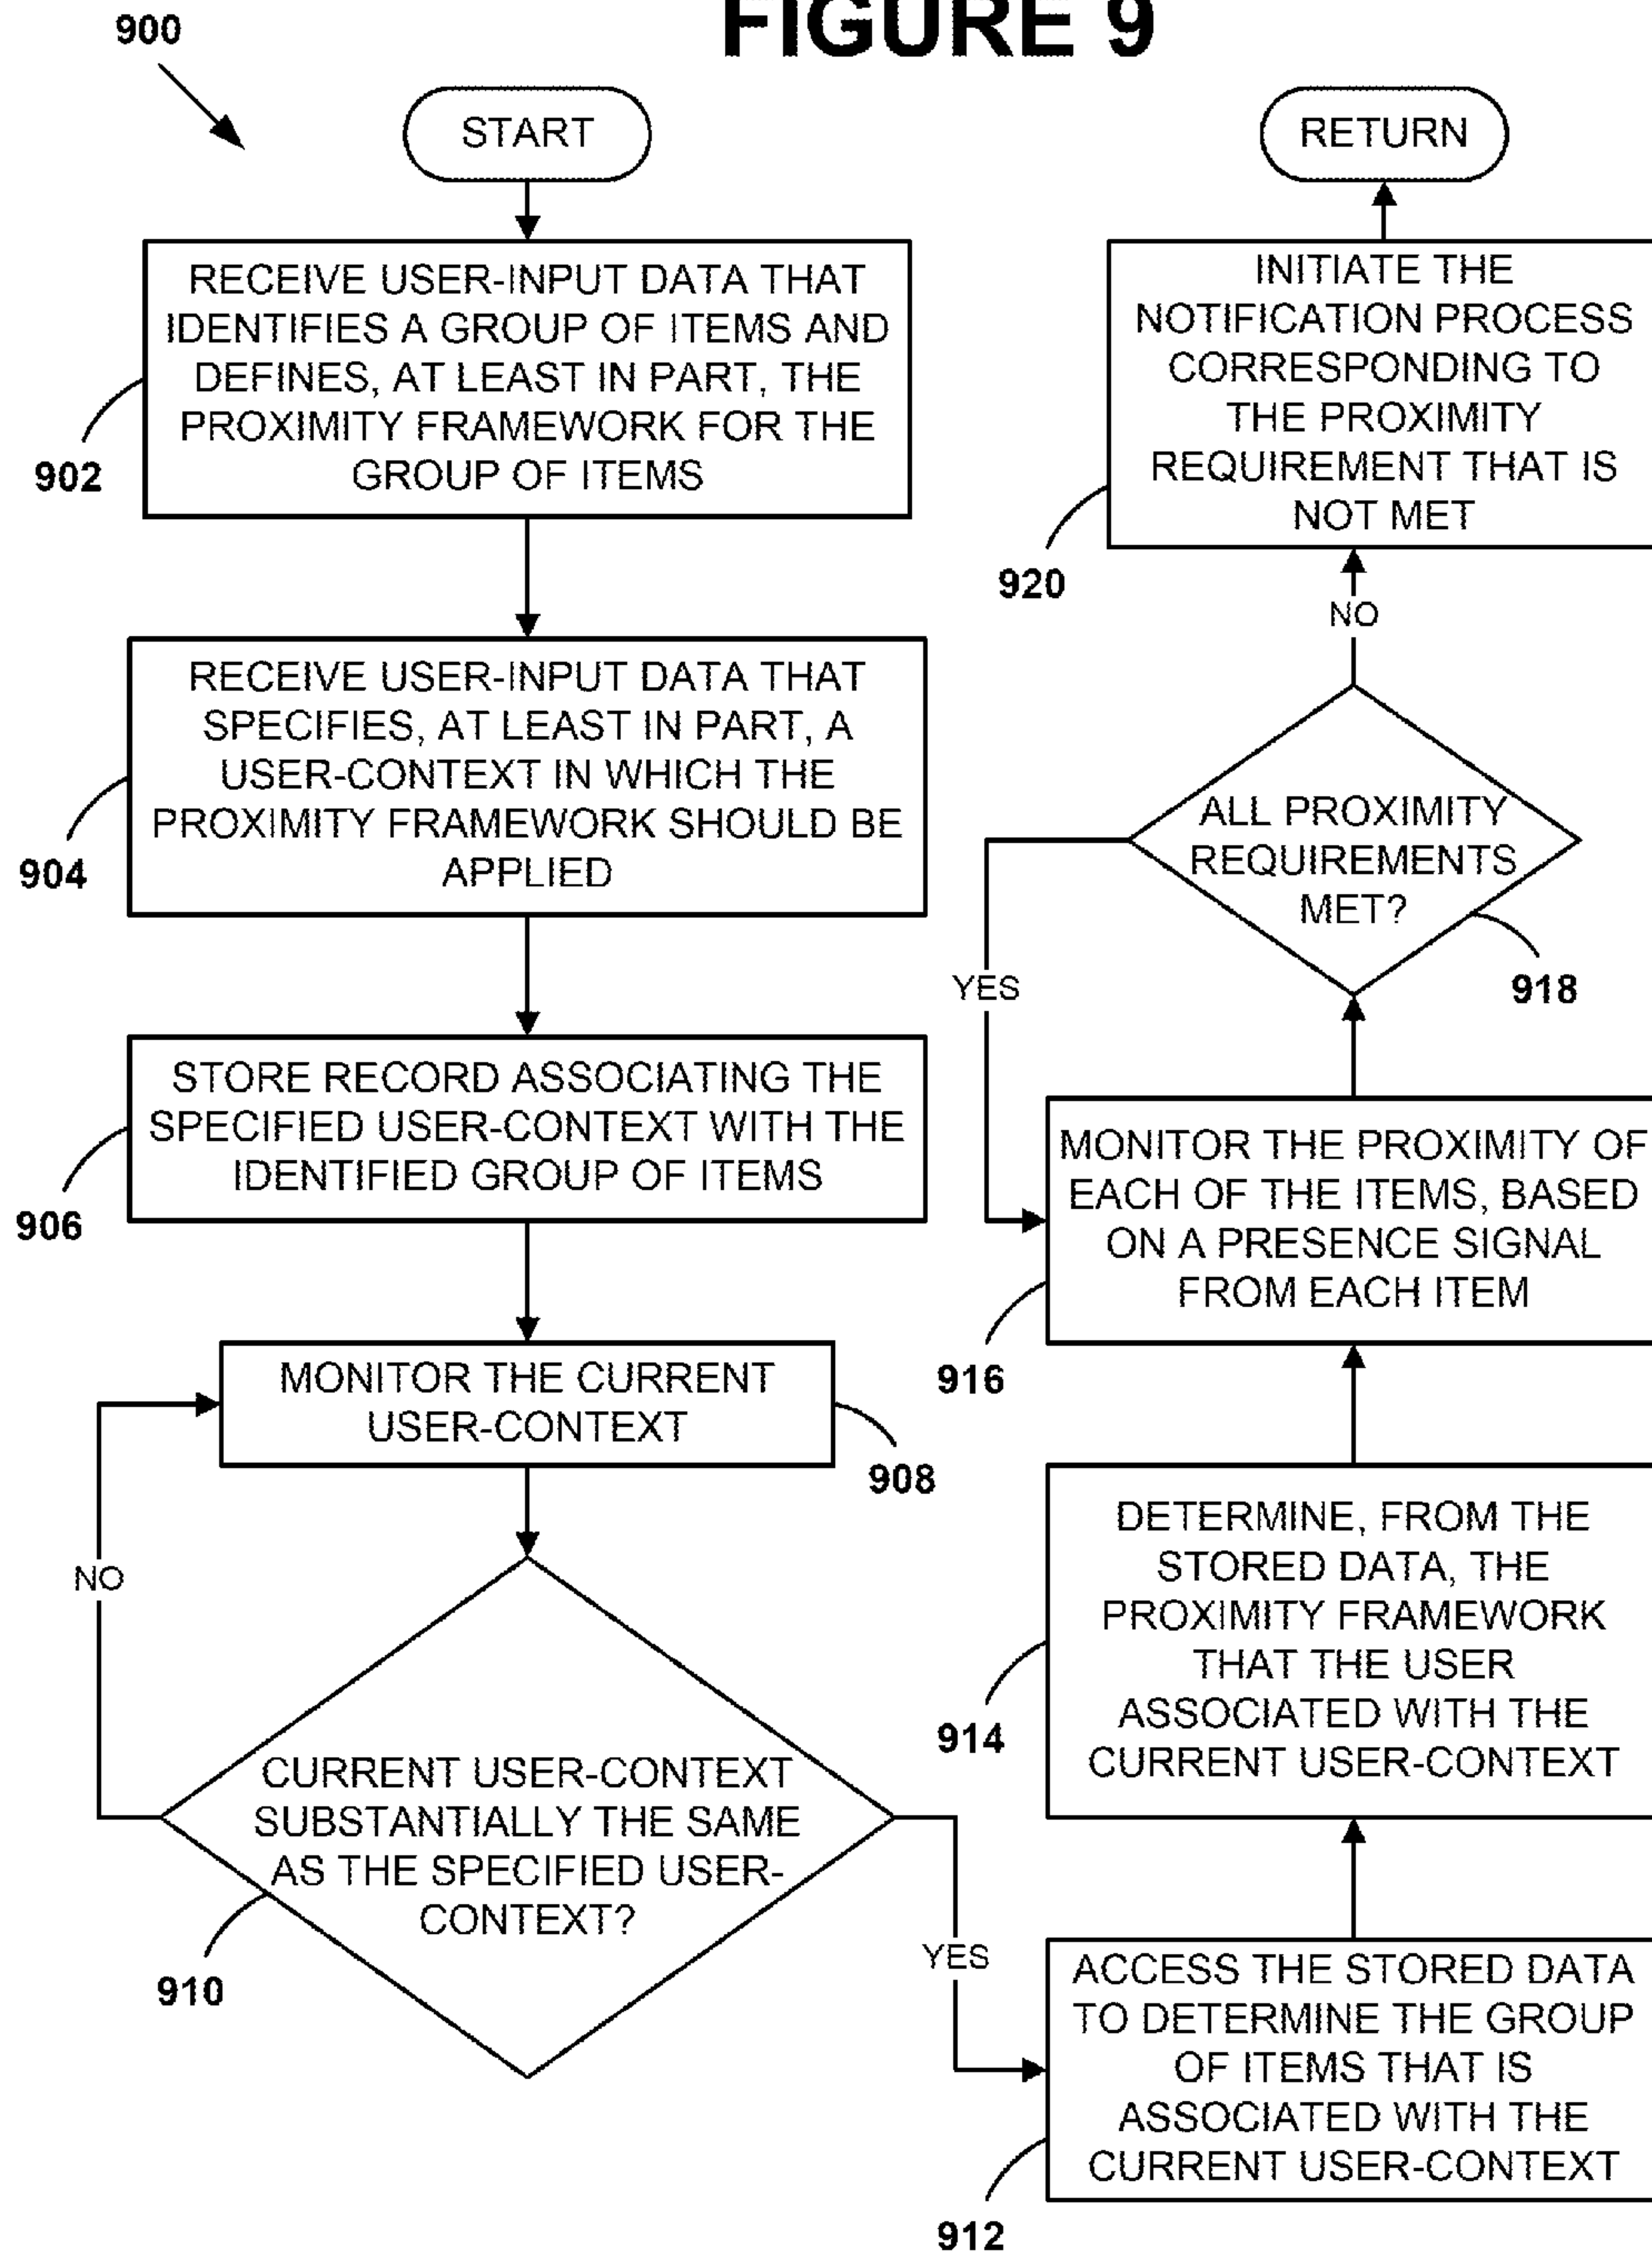 FIGURE 9
900
START
RECEIVE USER-INPUT DATA THAT
IDENTIFIES A GROUP OF ITEMS AND
DEFINES, AT LEAST IN PART, THE
PROXIMITY FRAMEWORK FOR THE
GROUP OF ITEMS
902
RECEIVE USER-INPUT DATA THAT
SPECIFIES, AT LEAST IN PART, A
USER-CONTEXT IN WHICH THE
PROXIMITY FRAMEWORK SHOULD BE
APPLIED
904
STORE RECORD ASSOCIATING THE
SPECIFIED USER-CONTEXT WITH THE
IDENTIFIED GROUP OF ITEMS
906
MONITOR THE CURRENT
USER-CONTEXT
908
NO
CURRENT USER-CONTEXT
SUBSTANTIALLY THE SAME
AS THE SPECIFIED USER-
CONTEXT?
910
YES
ACCESS THE STORED DATA
TO DETERMINE THE GROUP
OF ITEMS THAT IS
ASSOCIATED WITH THE
CURRENT USER-CONTEXT
912
DETERMINE, FROM THE
STORED DATA, THE
PROXIMITY FRAMEWORK
THAT THE USER
ASSOCIATED WITH THE
CURRENT USER-CONTEXT
914
MONITOR THE PROXIMITY OF
EACH OF THE ITEMS, BASED
ON A PRESENCE SIGNAL
FROM EACH ITEM
916
YES
ALL PROXIMITY
REQUIREMENTS
MET?
918
NO
INITIATE THE
NOTIFICATION PROCESS
CORRESPONDING TO
THE PROXIMITY
REQUIREMENT THAT IS
NOT MET
920
RETURN